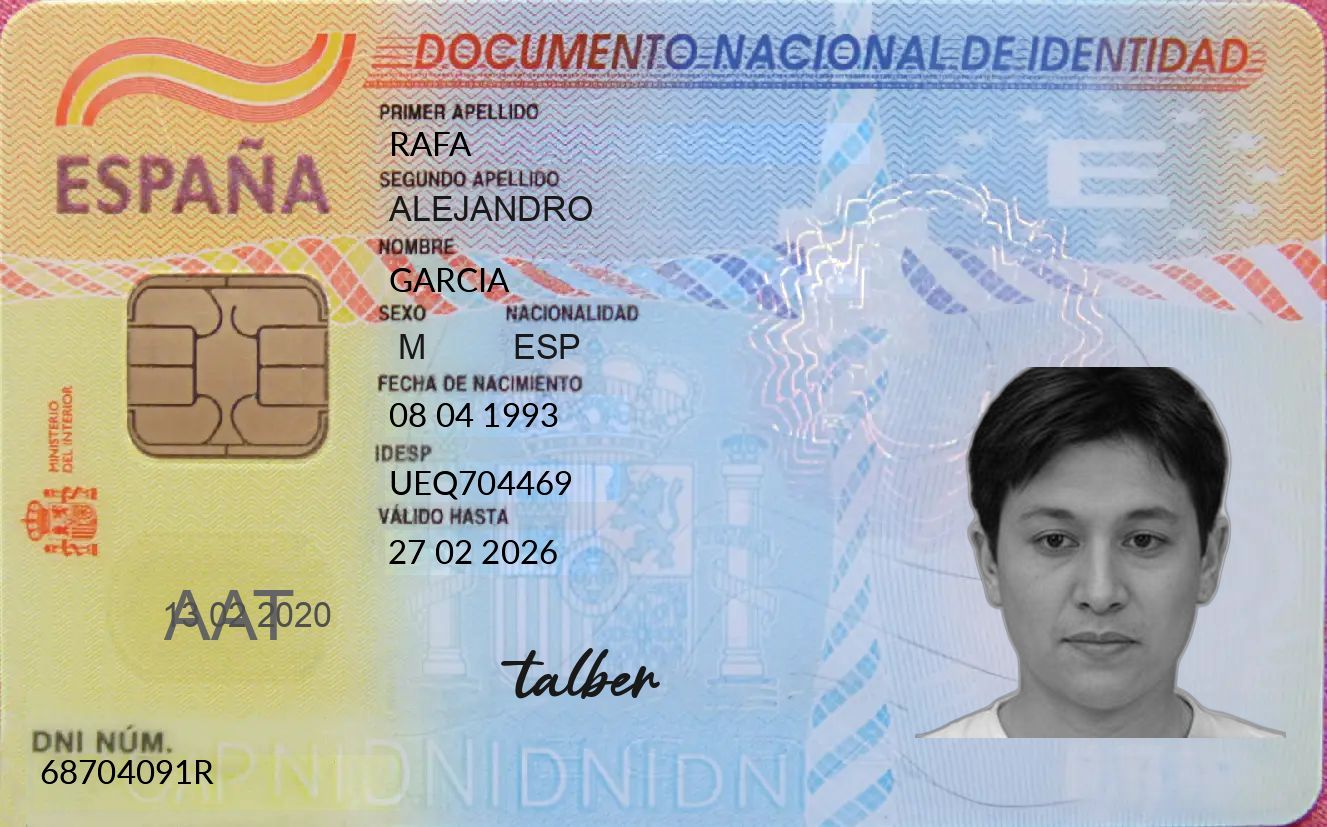 DOCUMENTO NACIONAL DE IDENTIDAD
ESPAÑA
E
PRIMER APELLIDO
RAFA
SEGUNDO APELLIDO
ALEJANDRO
NOMBRE
GARCIA
SEXO NACIONALIDAD
M ESP
FECHA DE NACIMIENTO
08 04 1993
IDESP
UEQ704469
VÁLIDO HASTA
27 02 2026
MINISTERIO
DEL INTERIOR
13 02 2020
AAT
talber
DNI NÚM.
68704091R
DNIDNIDNIDNI